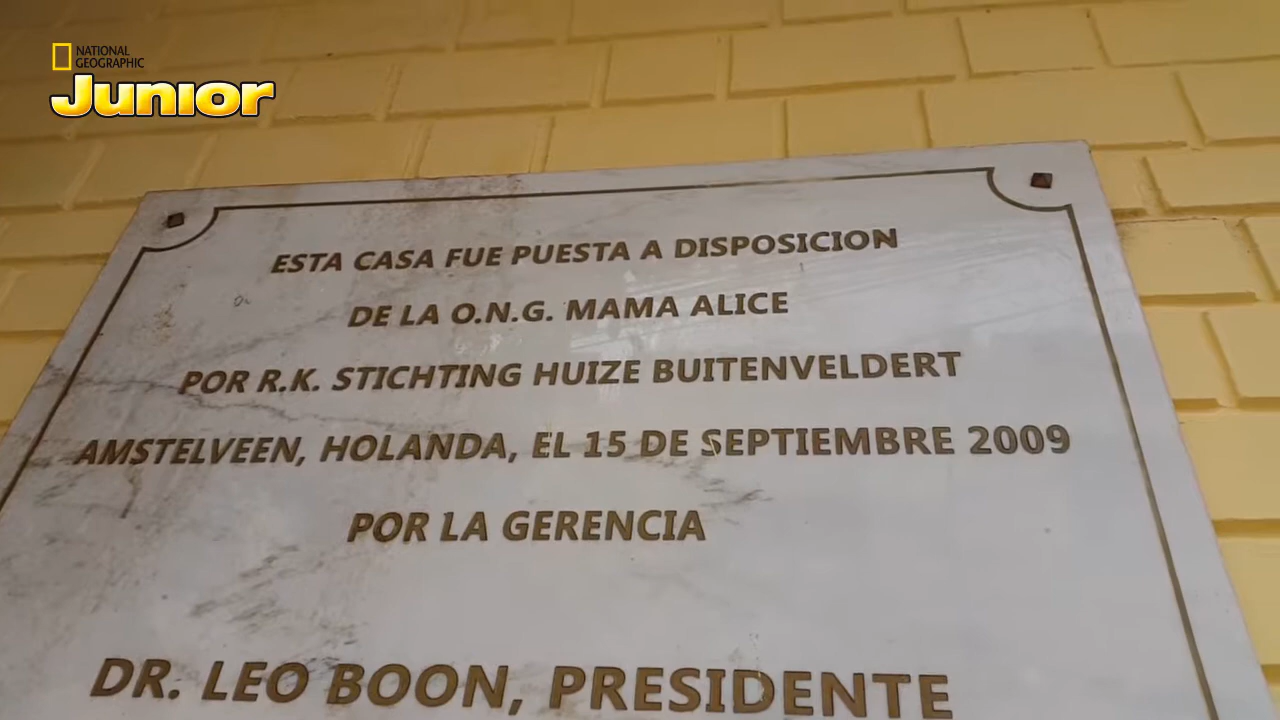 NATIONAL
GEOGRAPHIC
Junior
ESTA CASA FUE PUESTA A DISPOSICION
DE LA O.N.G. MAMA ALICE
POR R.K. STICHTING HUIZE BUITENVELDERT
AMSTELVEEN, HOLANDA, EL 15 DE SEPTIEMBRE 2009
POR LA GERENCIA
DR. LEO BOON, PRESIDENTE